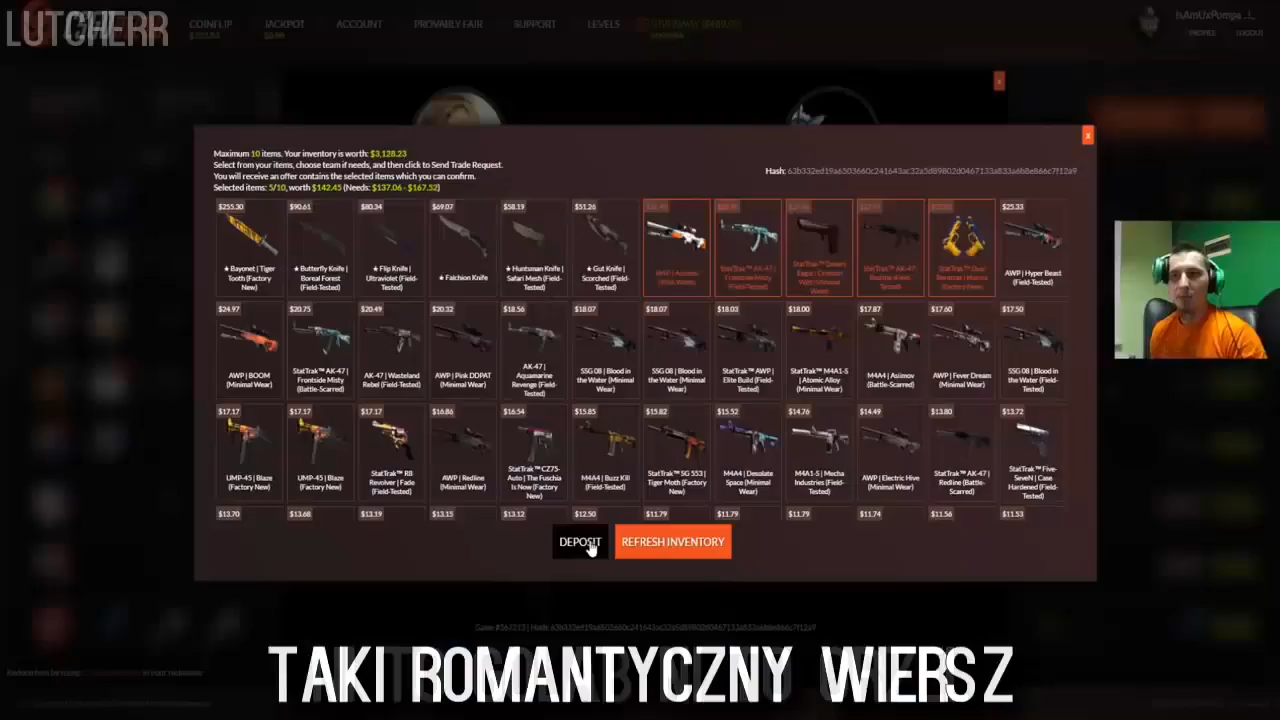 LUTCHERR
COINFLIP JACKPOT ACCOUNT PROVABLY FAIR SUPPORT LEVELS
PROFILE LOGOUT
Maximum 10 items. Your inventory is worth: $3,128.23
Select from your items, choose team if needs, and then click to Send Trade Request.
You will receive an offer contains the selected items which you can confirm.
Selected items: 5/10, worth $142.45 (Needs: $137.06 - $167.52)
Hash:
$255.30 $90.61 $80.34 $69.07 $58.19 $51.26 $25.33
★ Bayonet | Tiger Tooth (Factory New)
★ Butterfly Knife | Boreal Forest (Field-Tested)
★ Flip Knife | Ultraviolet (Field-Tested)
★ Falchion Knife
★ Huntsman Knife | Safari Mesh (Field-Tested)
★ Gut Knife | Scorched (Field-Tested)
AWP | Hyper Beast (Field-Tested)
$24.97 $20.75 $20.49 $20.32 $18.56 $18.07 $18.07 $18.03 $18.00 $17.87 $17.60 $17.50
AWP | BOOM (Minimal Wear)
StatTrak™ AK-47 | Frontside Misty (Battle-Scarred)
AK-47 | Wasteland Rebel (Field-Tested)
AWP | Pink DDPAT (Minimal Wear)
AK-47 | Aquamarine Revenge (Field-Tested)
SSG 08 | Blood in the Water (Minimal Wear)
SSG 08 | Blood in the Water (Minimal Wear)
StatTrak™ AWP | Elite Build (Field-Tested)
StatTrak™ M4A1-S | Atomic Alloy (Minimal Wear)
M4A4 | Asiimov (Battle-Scarred)
AWP | Fever Dream (Minimal Wear)
SSG 08 | Blood in the Water (Field-Tested)
$17.17 $17.17 $17.17 $16.86 $16.54 $15.85 $15.82 $15.52 $14.76 $14.49 $13.80 $13.72
UMP-45 | Blaze (Factory New)
UMP-45 | Blaze (Factory New)
StatTrak™ R8 Revolver | Fade (Field-Tested)
AWP | Redline (Minimal Wear)
StatTrak™ CZ75-Auto | The Fuschia Is Now (Factory New)
M4A4 | Buzz Kill (Field-Tested)
StatTrak™ SG 553 | Tiger Moth (Factory New)
M4A4 | Desolate Space (Minimal Wear)
M4A1-S | Mecha Industries (Field-Tested)
AWP | Electric Hive (Minimal Wear)
StatTrak™ AK-47 | Redline (Battle-Scarred)
StatTrak™ Five-SeveN | Case Hardened (Field-Tested)
$13.70 $13.68 $13.19 $13.15 $13.12 $12.50 $11.79 $11.79 $11.79 $11.74 $11.56 $11.53
DEPOSIT REFRESH INVENTORY
TAKI ROMANTYCZNY WIERSZ